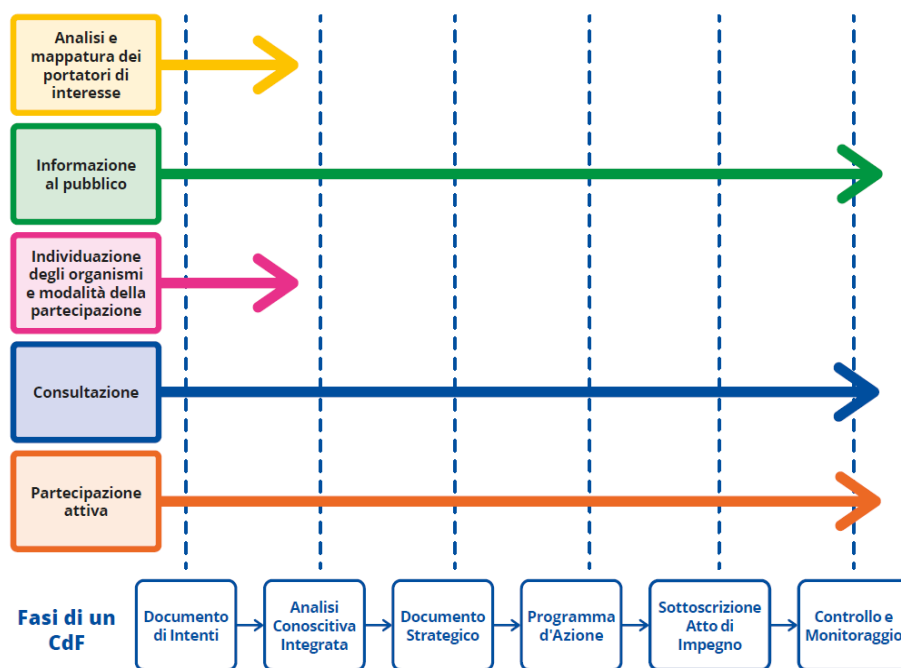 Analisi e
mappatura dei
portatori di
interesse
Informazione
al pubblico
Individuazione
degli organismi
e modalità della
partecipazione
Consultazione
Partecipazione
attiva
Fasi di un
CdF
Documento
di Intenti
Analisi
Conoscitiva
Integrata
Documento
Strategico
Programma
d'Azione
Sottoscrizione
Atto di
Impegno
Controllo e
Monitoraggio